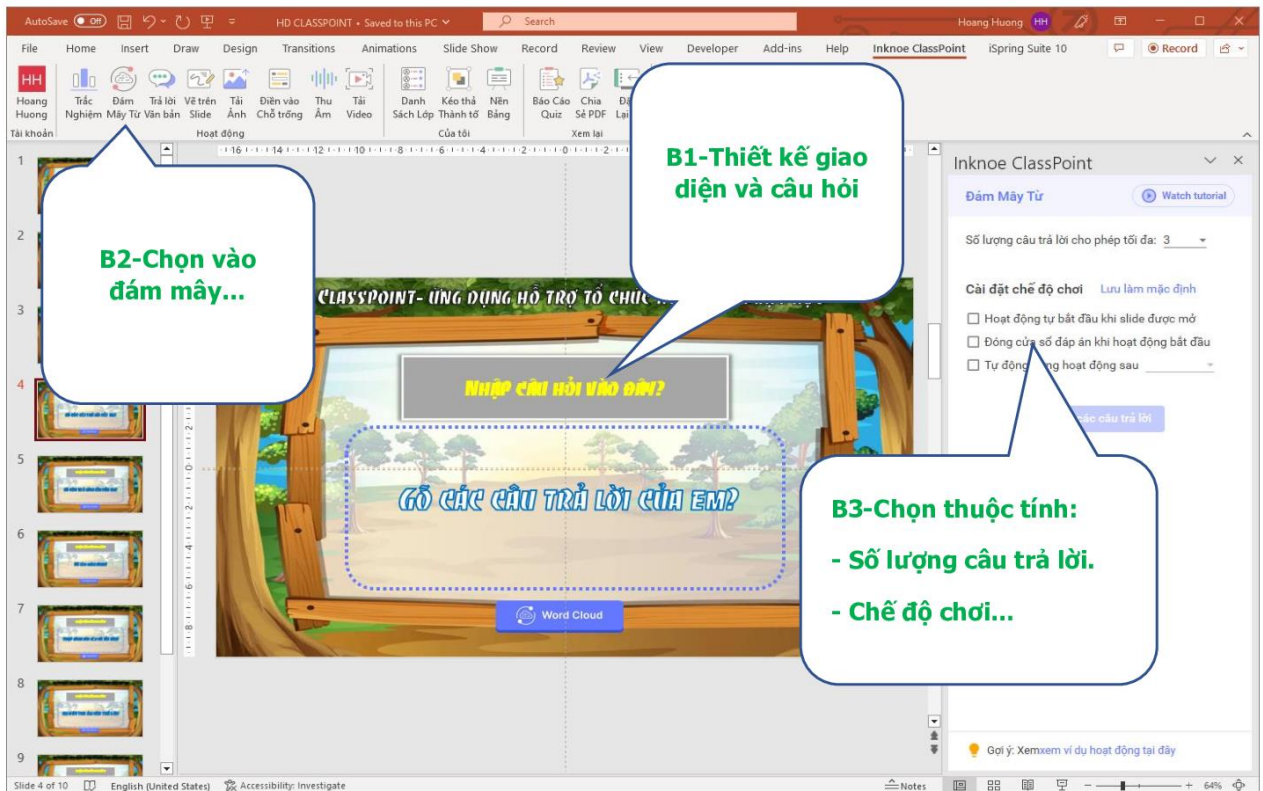 AutoSave Off HD CLASSPOINT • Saved to this PC Search Hoang Huong HH
File Home Insert Draw Design Transitions Animations Slide Show Record Review View Developer Add-ins Help Inknoe ClassPoint iSpring Suite 10 Record
HH
Hoang Trắc Đám Trả lời Vẽ trên Tải Điền vào Thu Tải Danh Kéo thả Nền Báo Cáo Chia
Huong Nghiệm Mây Từ Văn bản Slide Ảnh Chỗ trống Âm Video Sách Lớp Thành tố Bảng Quiz Sẻ PDF Lại
Tài khoản Hoạt động Của tôi Xem lại
B1-Thiết kế giao
diện và câu hỏi
B2-Chọn vào
đám mây...
Inknoe ClassPoint
Đám Mây Từ Watch tutorial
Số lượng câu trả lời cho phép tối đa: 3
Cài đặt chế độ chơi Lưu làm mặc định
Hoạt động tự bắt đầu khi slide được mở
Đóng cửa sổ đáp án khi hoạt động bắt đầu
Tự động hoạt động sau
các câu trả lời
CLASSPOINT- ỨNG DỤNG HỖ TRỢ TỔ CHỨC
NHẬP CÂU HỎI VÀO ĐÂY?
GÕ CÁC CÂU TRẢ LỜI CỦA EM?
Word Cloud
B3-Chọn thuộc tính:
- Số lượng câu trả lời.
- Chế độ chơi...
1
2
3
4
5
6
7
8
9
Gợi ý: Xemxem ví dụ hoạt động tại đây
Slide 4 of 10 English (United States) Accessibility: Investigate Notes 64%